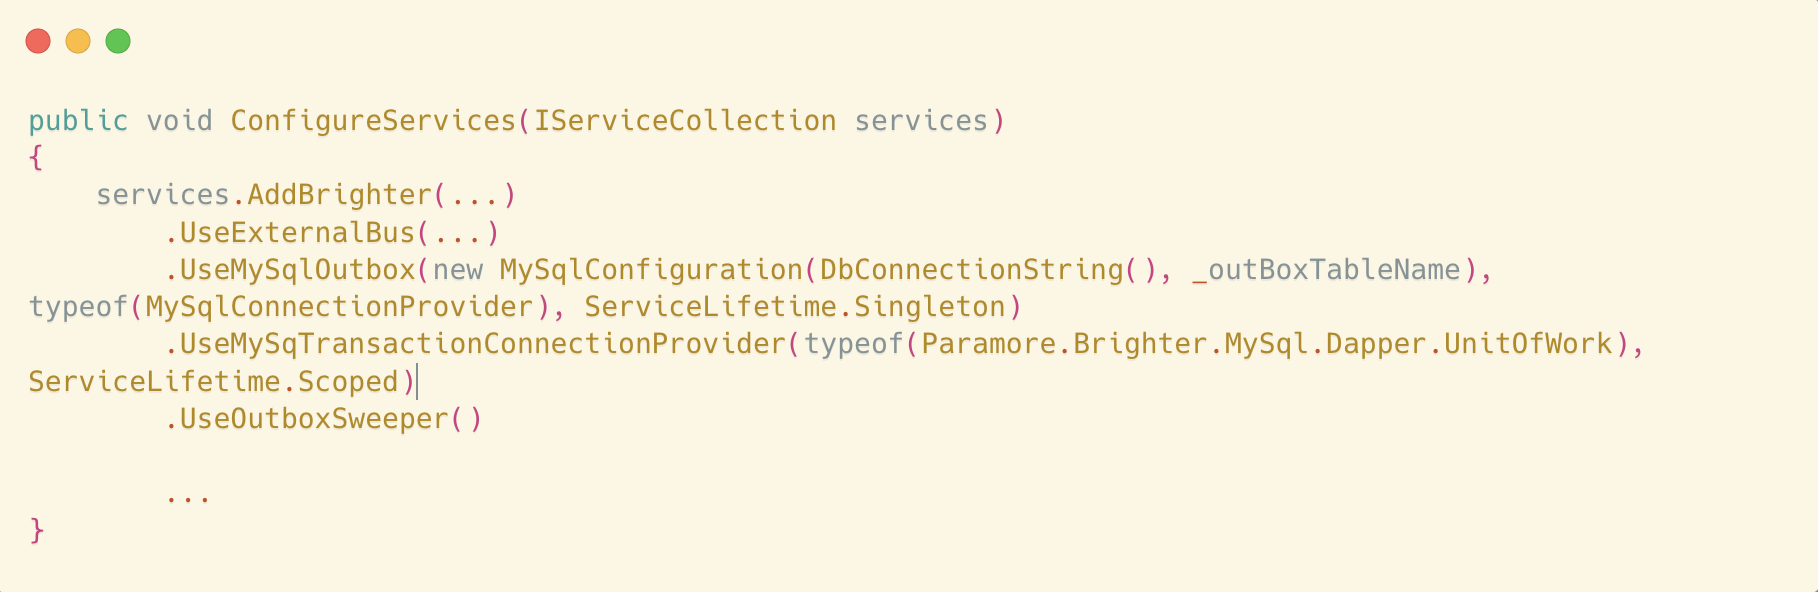 public void ConfigureServices(IServiceCollection services)
{
    services.AddBrighter(...)
        .UseExternalBus(...)
        .UseMySqlOutbox(new MySqlConfiguration(DbConnectionString(), _outBoxTableName),
typeof(MySqlConnectionProvider), ServiceLifetime.Singleton)
        .UseMySqTransactionConnectionProvider(typeof(Paramore.Brighter.MySql.Dapper.UnitOfWork),
ServiceLifetime.Scoped)
        .UseOutboxSweeper()

        ...
}